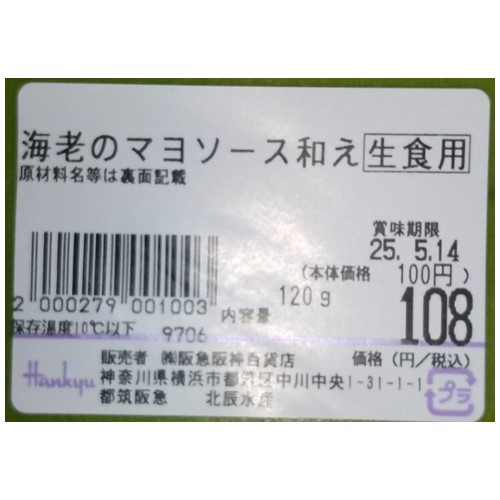 海老のマヨソース和え 生食用
原材料名等は裏面記載
賞味期限
25. 5.14
(本体価格 100円)
2 000279 001003
内容量 120g
108
保存温度10℃以下 9706
価格(円/税込)
販売者 ㈱阪急阪神百貨店
Hankyu
神奈川県横浜市都筑区中川中央1-31-1-1
都筑阪急 北辰水産
プラ